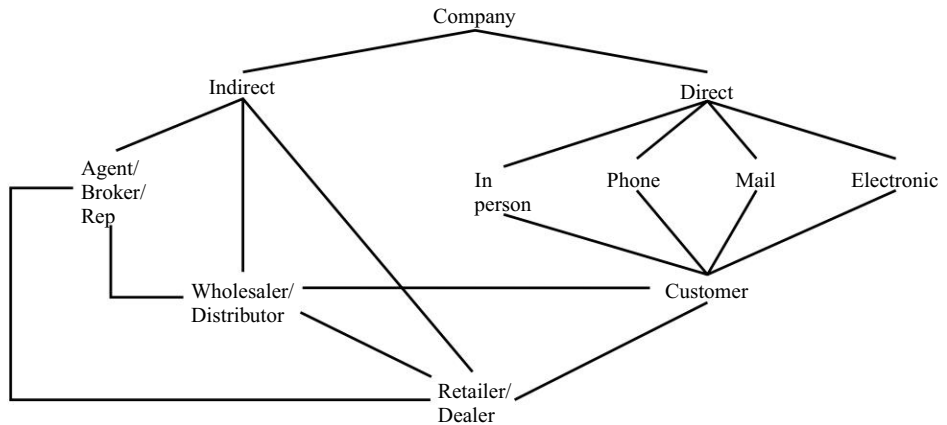 Company
Indirect
Direct
Agent/
Broker/
Rep
In
person
Phone
Mail
Electronic
Wholesaler/
Distributor
Customer
Retailer/
Dealer